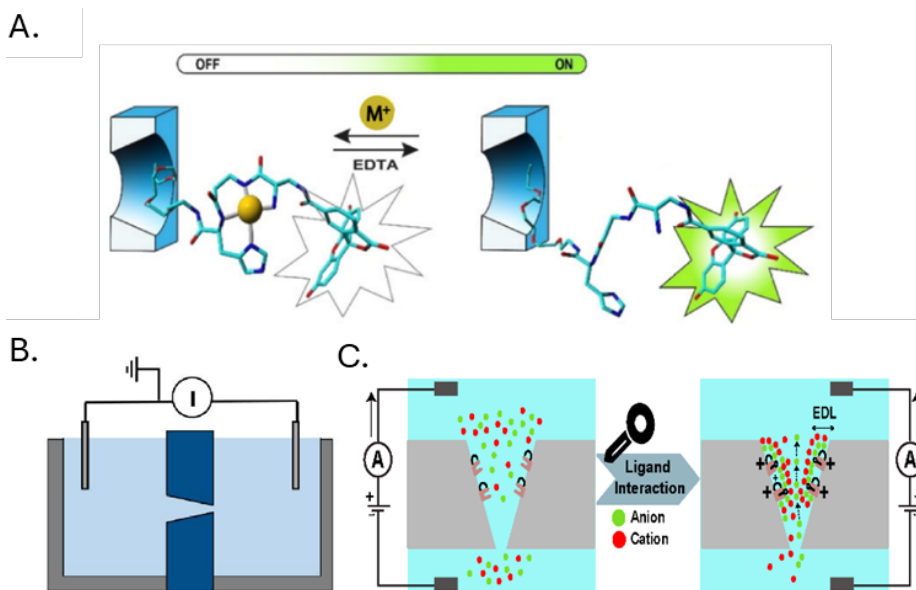 A.
OFF ON
M⁺
EDTA
B.
I
C.
A
+
Ligand
Interaction
Anion
Cation
EDL
+ +
+
+ +
A
+